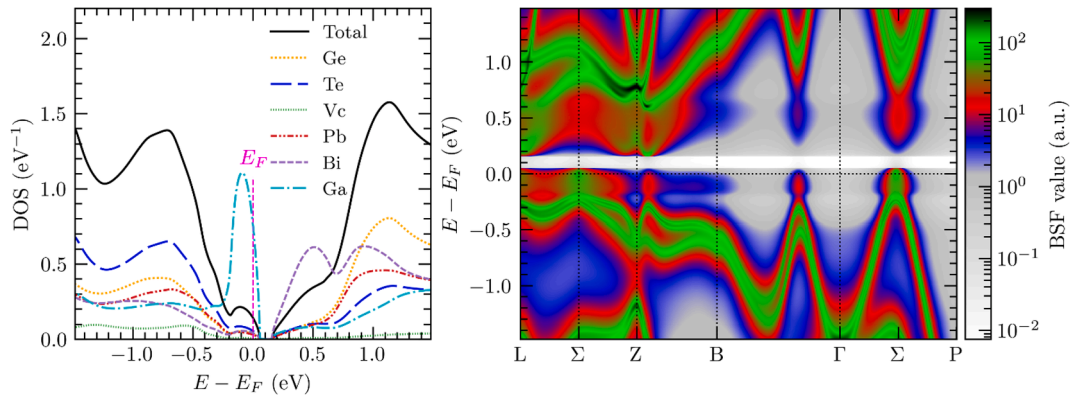 2.0
1.5
1.0
0.5
0.0
DOS (eV⁻¹)
−1.0 −0.5 0.0 0.5 1.0
E − E_F (eV)
Total
Ge
Te
Vc
Pb
Bi
Ga
E_F
1.0
0.5
0.0
−0.5
−1.0
E − E_F (eV)
L Σ Z B Γ Σ P
10²
10¹
10⁰
10⁻¹
10⁻²
BSF value (a.u.)